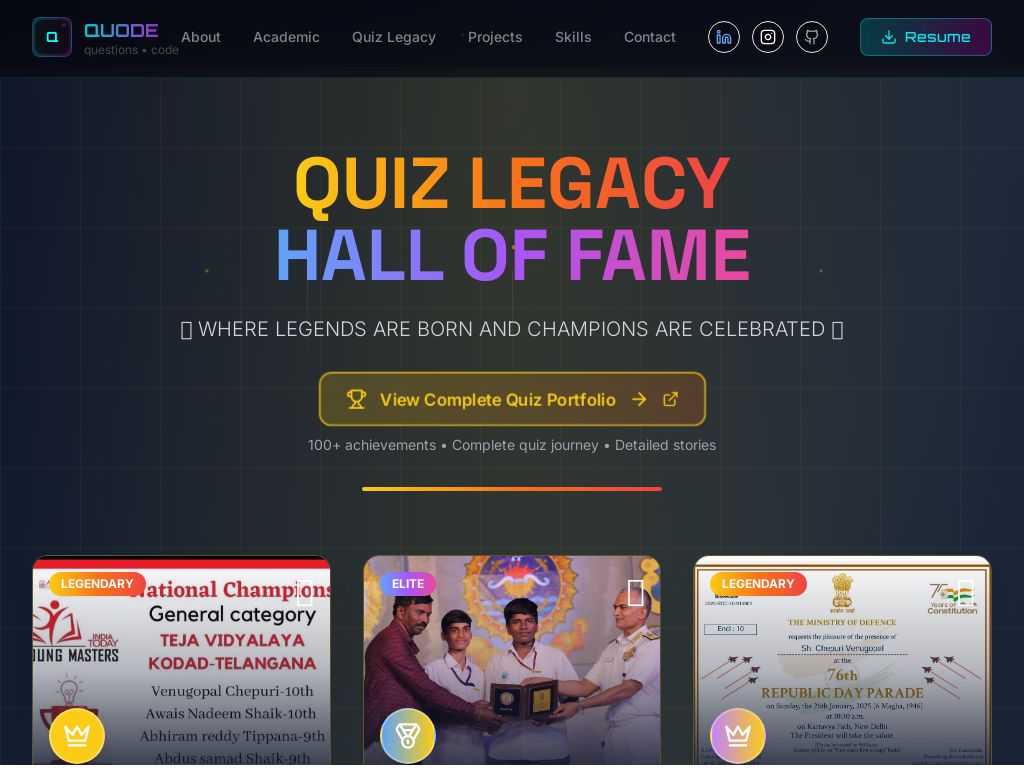 Q
QUODE
questions • code
About
Academic
Quiz Legacy
Projects
Skills
Contact
Resume
QUIZ LEGACY
HALL OF FAME
WHERE LEGENDS ARE BORN AND CHAMPIONS ARE CELEBRATED
View Complete Quiz Portfolio
100+ achievements • Complete quiz journey • Detailed stories
LEGENDARY
National Champions
General category
INDIA
TODAY
TEJA VIDYALAYA
KODAD-TELANGANA
Venugopal Chepuri-10th
Awais Nadeem Shaik-10th
Abhiram reddy Tippana-9th
Abdus samad Shaik-10th
ELITE
LEGENDARY
Encl : 10
Years of
Constitution
THE MINISTRY OF DEFENCE
requests the pleasure of the presence of
Sh. Chepuri Venugopal
at the
76th
REPUBLIC DAY PARADE
on Sunday, the 26th January, 2025 (6 Magha, 1946)
at 10:30 a.m.
on Kartavya Path, New Delhi
The President will take the salute.